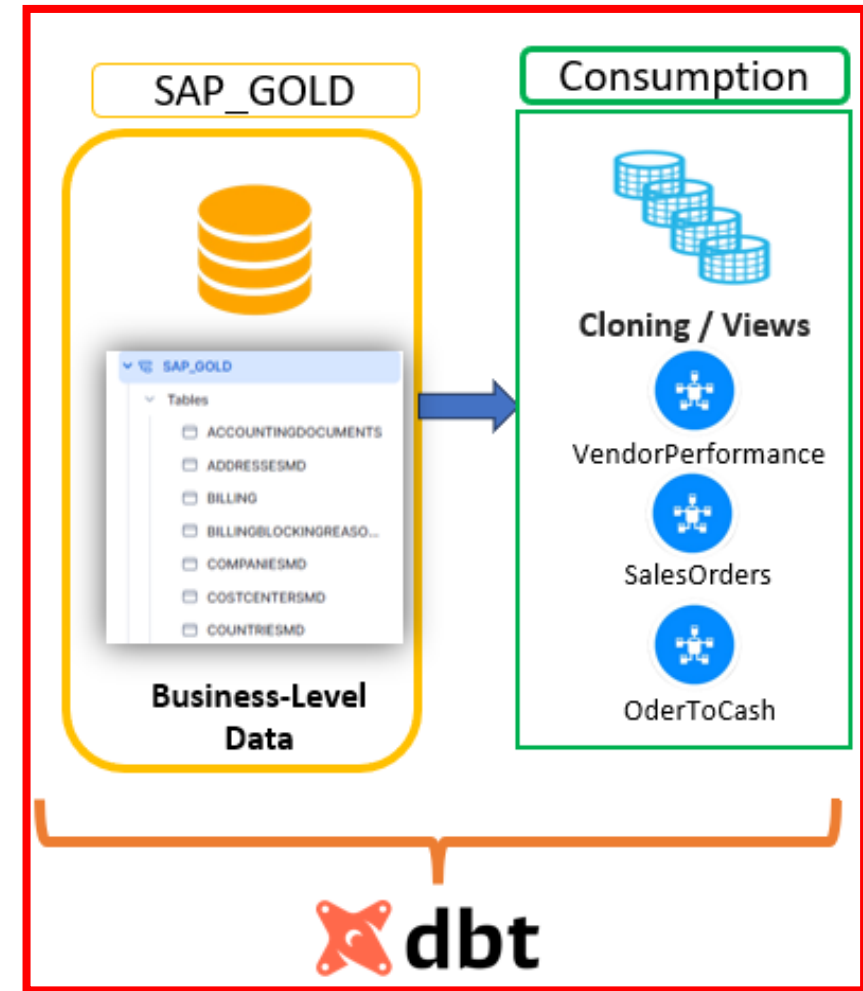 SAP_GOLD
SAP_GOLD
Tables
ACCOUNTINGDOCUMENTS
ADDRESSESMD
BILLING
BILLINGBLOCKINGREASO...
COMPANIESMD
COSTCENTERSMD
COUNTRIESMD
Business-Level
Data
Consumption
Cloning / Views
VendorPerformance
SalesOrders
OderToCash
dbt